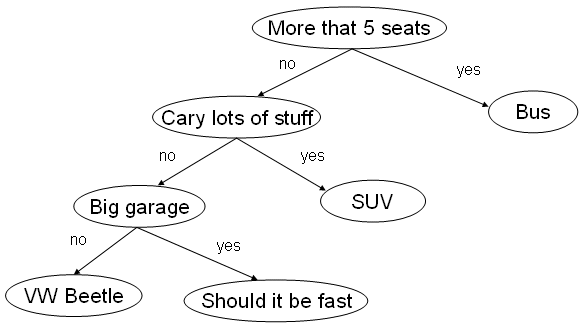 More that 5 seats
no
yes
Cary lots of stuff
Bus
no
yes
Big garage
SUV
no
yes
VW Beetle
Should it be fast